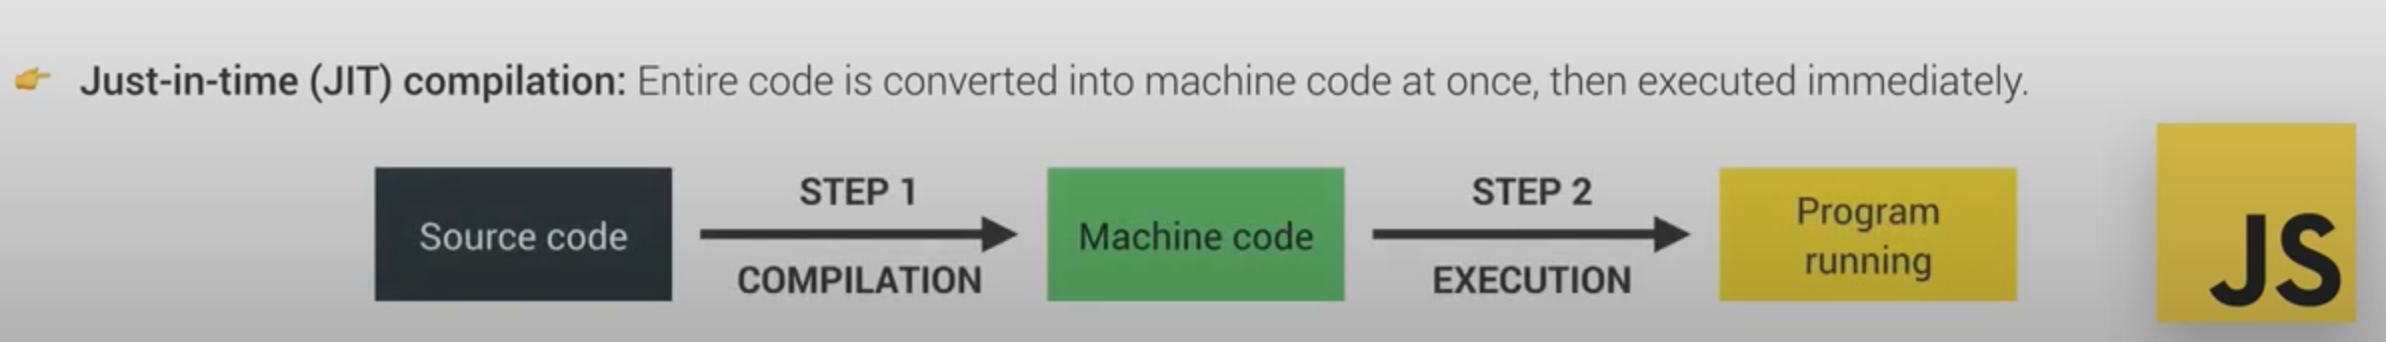 👉 Just-in-time (JIT) compilation: Entire code is converted into machine code at once, then executed immediately.
Source code
STEP 1
COMPILATION
Machine code
STEP 2
EXECUTION
Program
running
JS